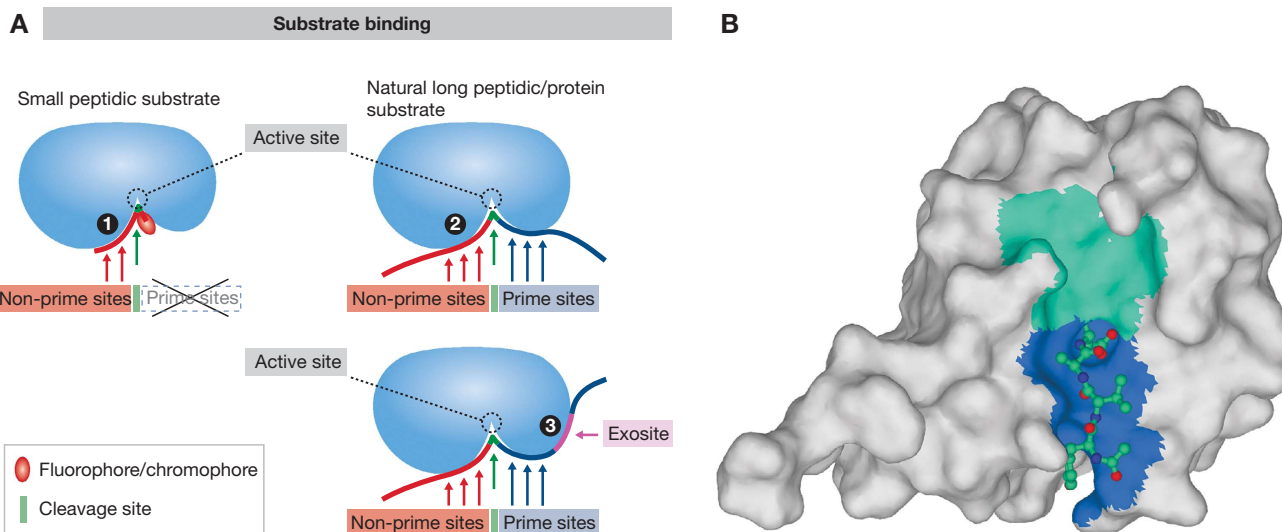 A
Substrate binding
B
Small peptidic substrate
Natural long peptidic/protein
substrate
Active site
1
2
Non-prime sites
Prime sites
Non-prime sites
Prime sites
Active site
3
Exosite
Fluorophore/chromophore
Cleavage site
Non-prime sites
Prime sites